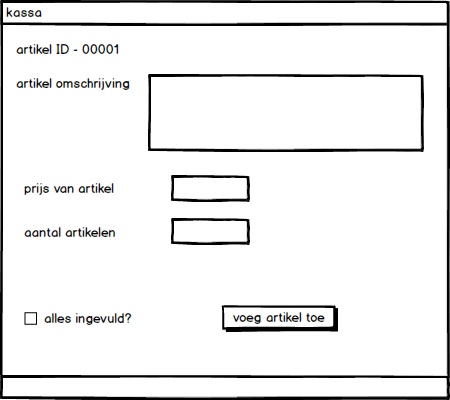 kassa
artikel ID - 00001
artikel omschrijving
prijs van artikel
aantal artikelen
alles ingevuld?
voeg artikel toe